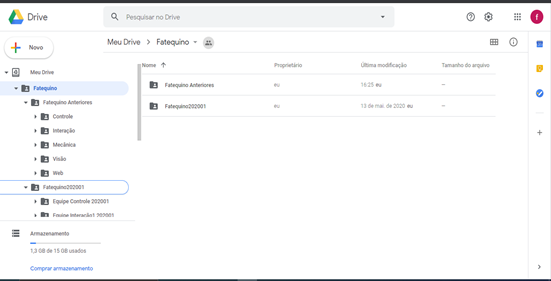 Drive
Pesquisar no Drive
f
Novo
Meu Drive
Fatequino
Nome
Proprietário
Última modificação
Tamanho do arquivo
Fatequino Anteriores
eu
16:25 eu
—
Fatequino202001
eu
13 de mai. de 2020 eu
—
Meu Drive
Fatequino
Fatequino Anteriores
Controle
Interação
Mecânica
Visão
Web
Fatequino202001
Equipe Controle 202001
Equipe Interação1 202001
Armazenamento
1,3 GB de 15 GB usados
Comprar armazenamento